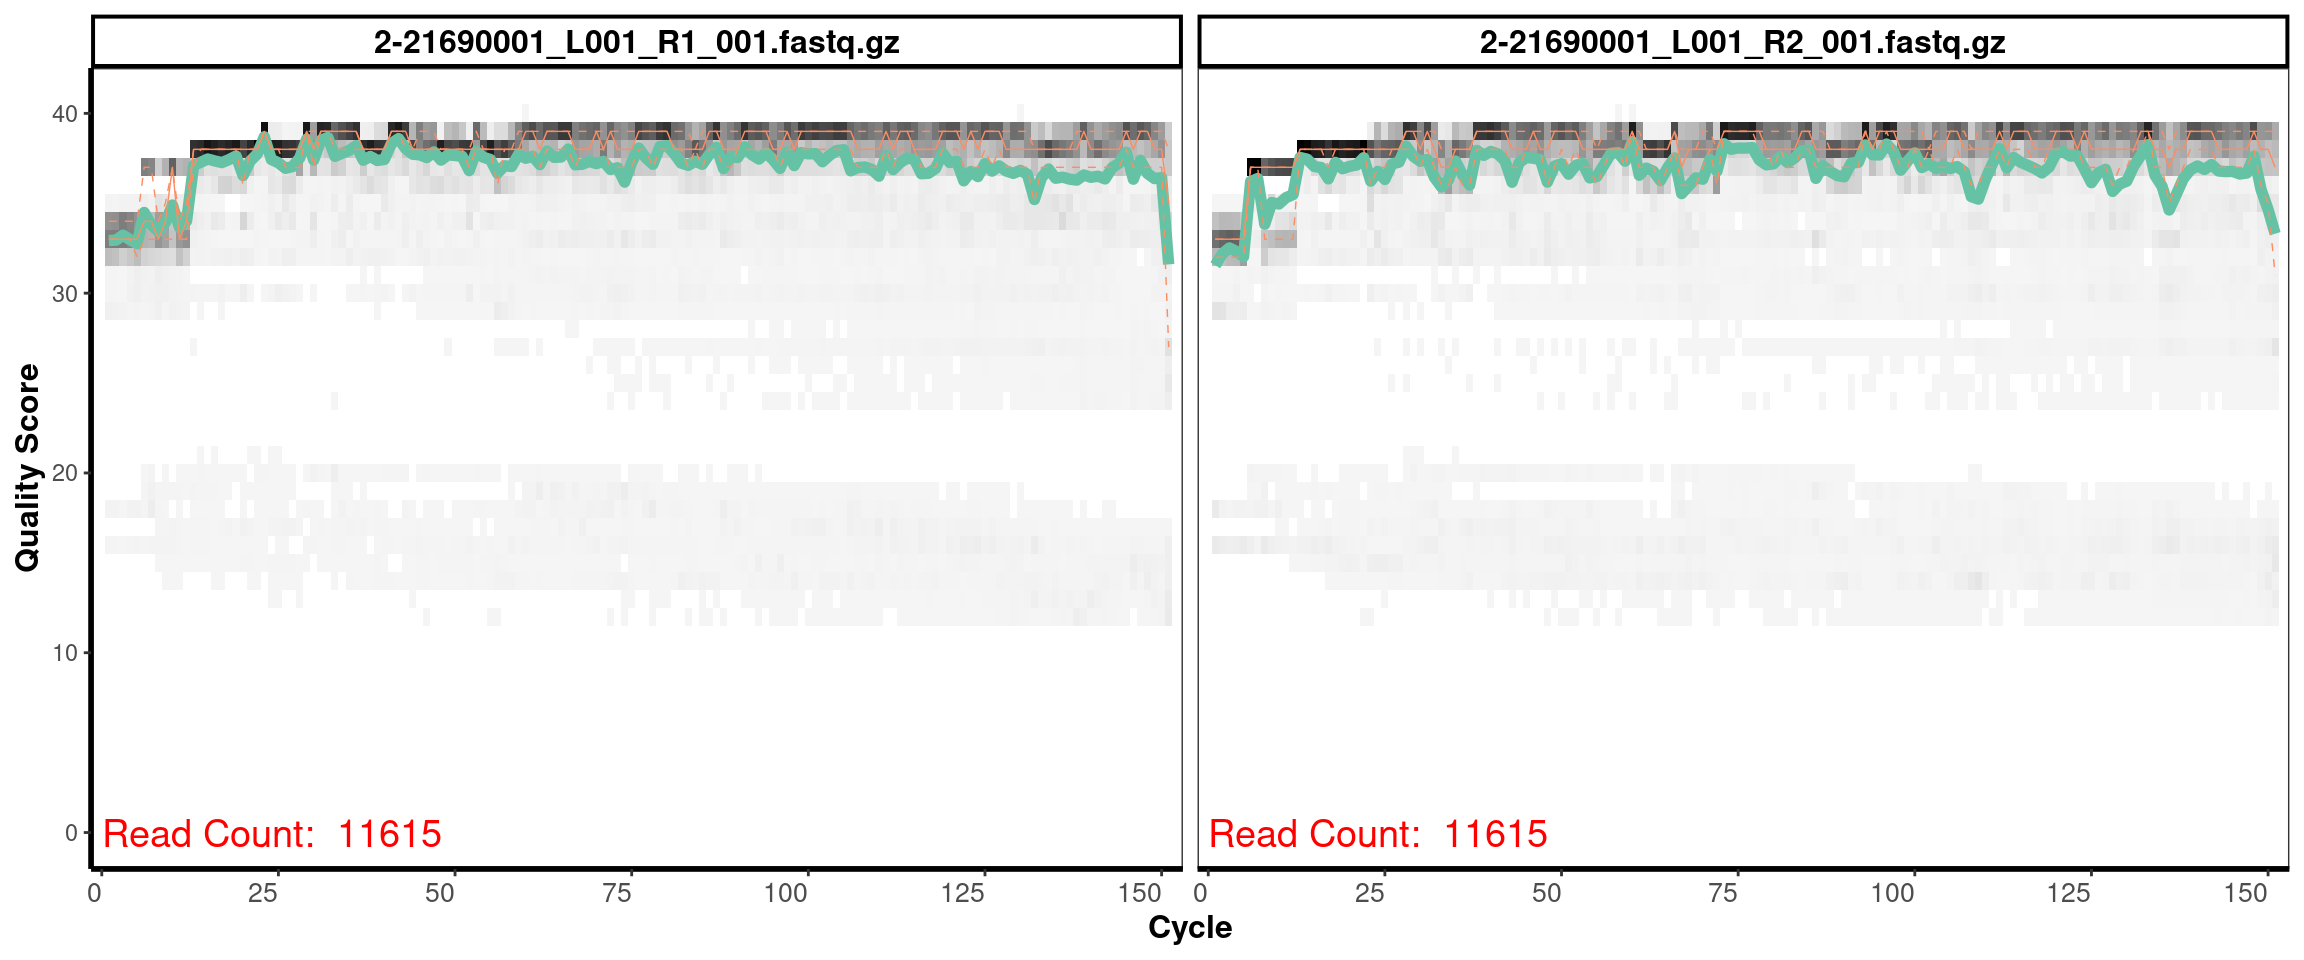 2-21690001_L001_R1_001.fastq.gz
2-21690001_L001_R2_001.fastq.gz
Quality Score
40
30
20
10
0
Read Count:  11615
Read Count:  11615
0 25 50 75 100 125 150
0 25 50 75 100 125 150
Cycle